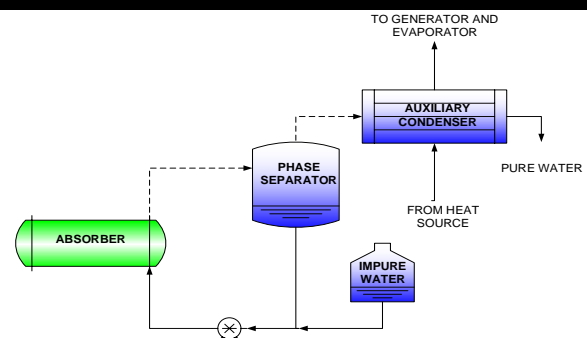 TO GENERATOR AND
EVAPORATOR
AUXILIARY
CONDENSER
PHASE
SEPARATOR
PURE WATER
FROM HEAT
SOURCE
ABSORBER
IMPURE
WATER